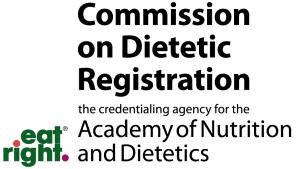 Commission
on Dietetic
Registration
the credentialing agency for the
eat® Academy of Nutrition
right. and Dietetics